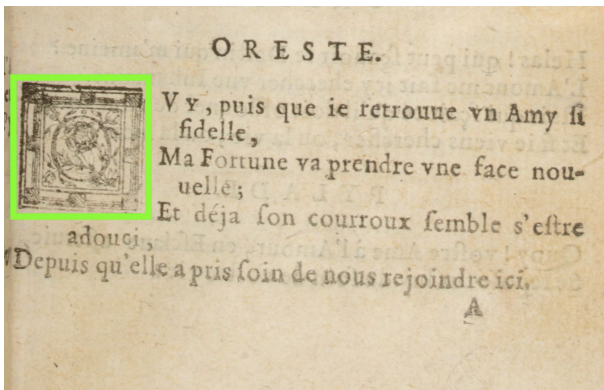 ORESTE.
OVY, puis que ie retrouue vn Amy ſi
fidelle,
Ma Fortune va prendre vne face nou-
uelle;
Et déja ſon courroux ſemble s'eſtre
adouci,
Depuis qu'elle a pris ſoin de nous rejoindre ici.
A